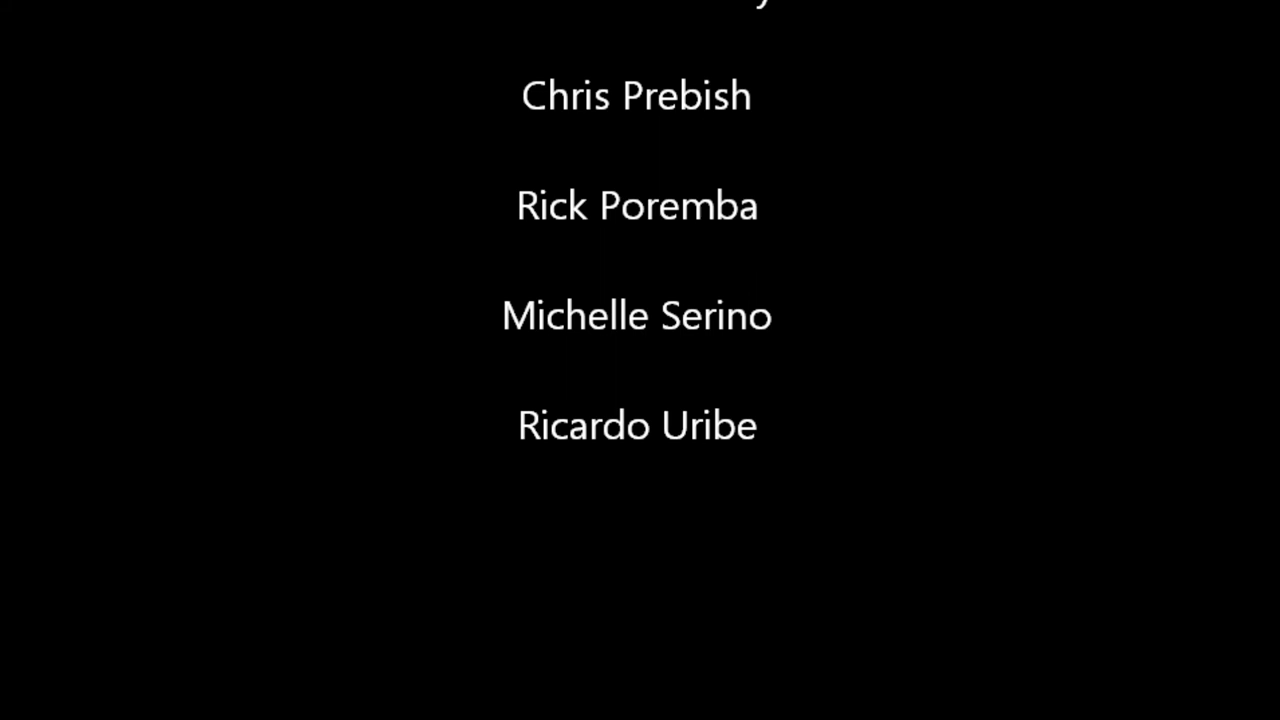 Chris Prebish
Rick Poremba
Michelle Serino
Ricardo Uribe